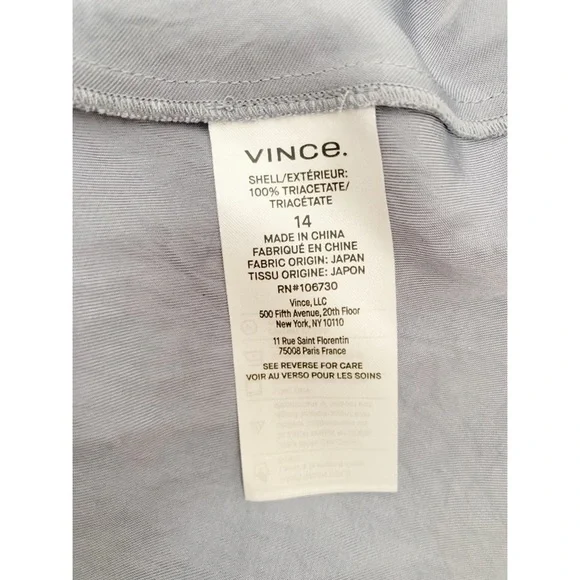 VINCE.
SHELL/EXTÉRIEUR:
100% TRIACETATE/
TRIACÉTATE
14
MADE IN CHINA
FABRIQUÉ EN CHINE
FABRIC ORIGIN: JAPAN
TISSU ORIGINE: JAPON
RN#106730
Vince, LLC
500 Fifth Avenue, 20th Floor
New York, NY 10110
11 Rue Saint Florentin
75008 Paris France
SEE REVERSE FOR CARE
VOIR AU VERSO POUR LES SOINS